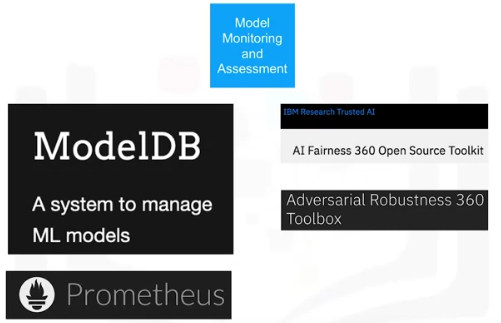 Model
Monitoring
and
Assessment
ModelDB
A system to manage
ML models
Prometheus
IBM Research Trusted AI
AI Fairness 360 Open Source Toolkit
Adversarial Robustness 360
Toolbox